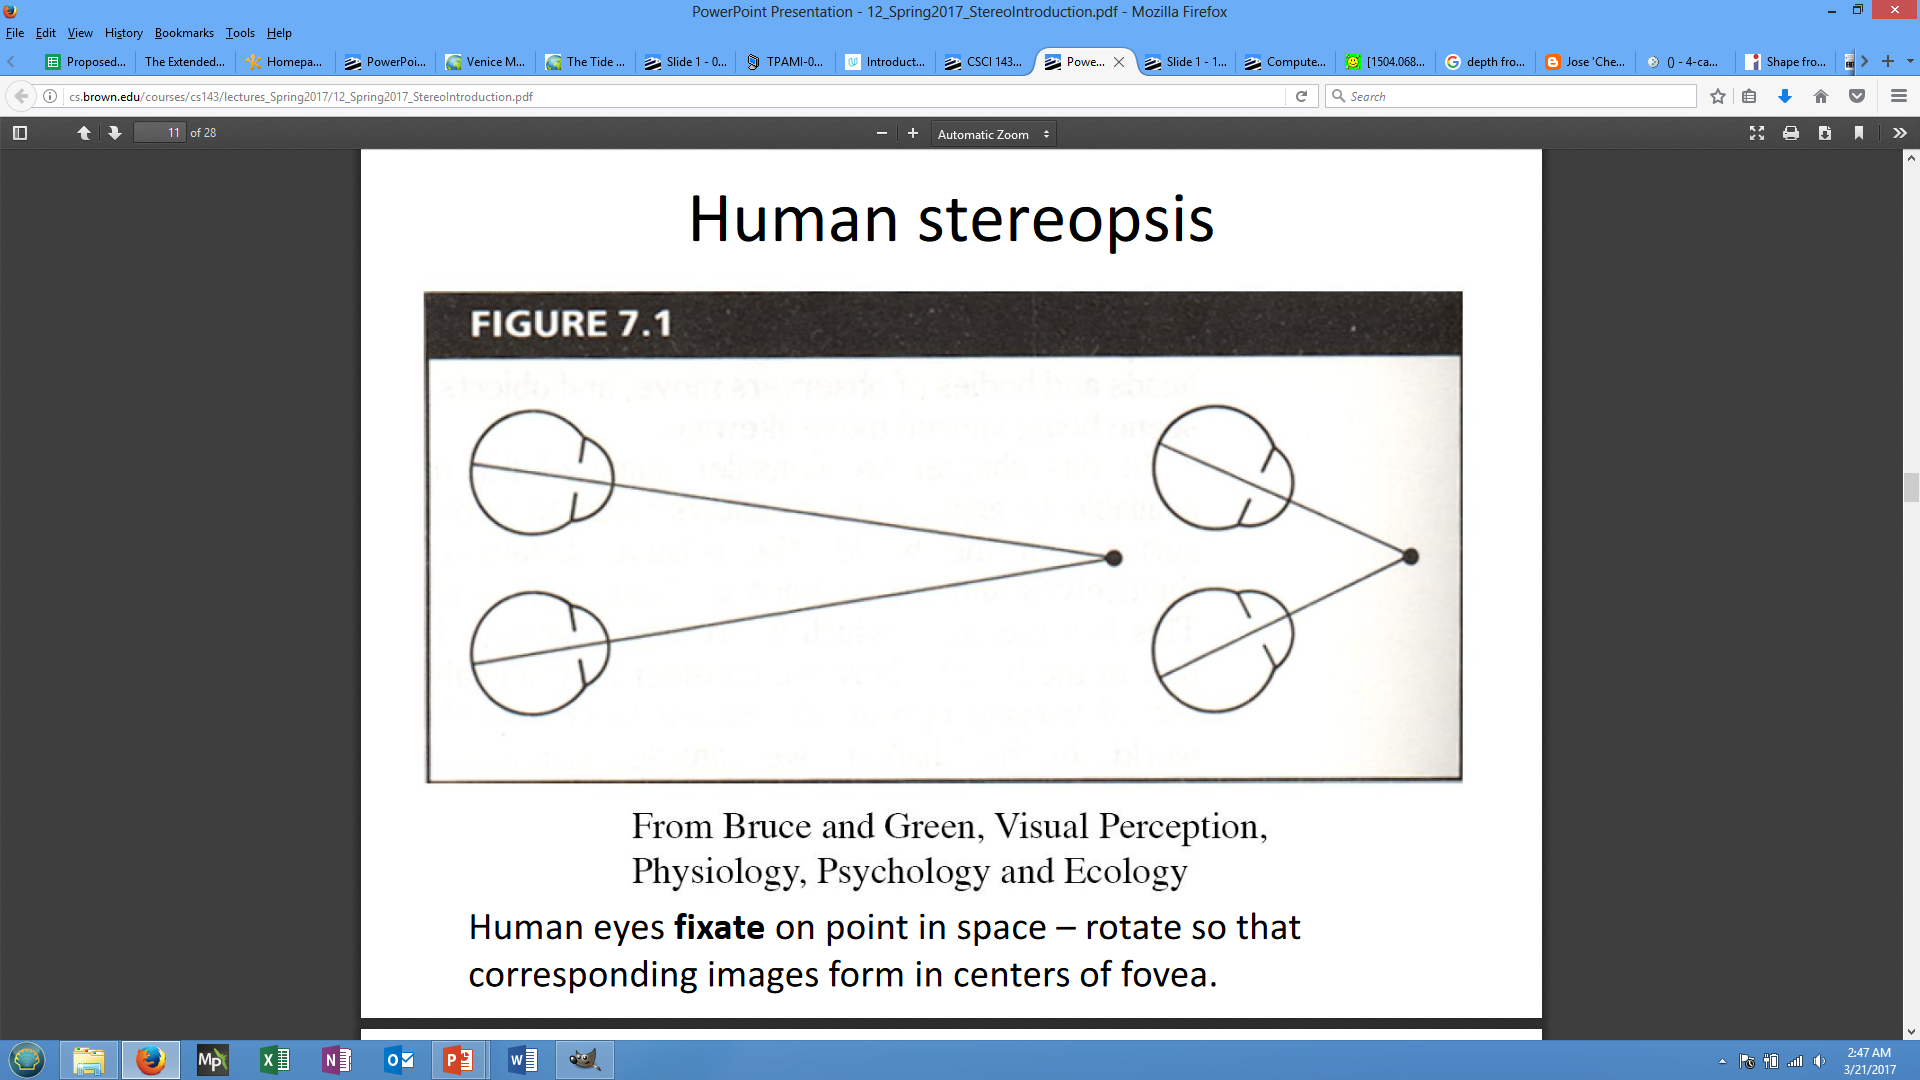 PowerPoint Presentation - 12_Spring2017_StereoIntroduction.pdf - Mozilla Firefox
File Edit View History Bookmarks Tools Help
Proposed... The Extended... Homepa... PowerPoi... Venice M... The Tide ... Slide 1 - 0... TPAMI-0... Introduct... CSCI 143... Powe... Slide 1 - 1... Compute... [1504.068... depth fro... Jose 'Che... () - 4-ca... Shape fro...
cs.brown.edu/courses/cs143/lectures_Spring2017/12_Spring2017_StereoIntroduction.pdf Search
11 of 28 Automatic Zoom
Human stereopsis
FIGURE 7.1
From Bruce and Green, Visual Perception,
Physiology, Psychology and Ecology
Human eyes fixate on point in space – rotate so that
corresponding images form in centers of fovea.
2:47 AM
3/21/2017